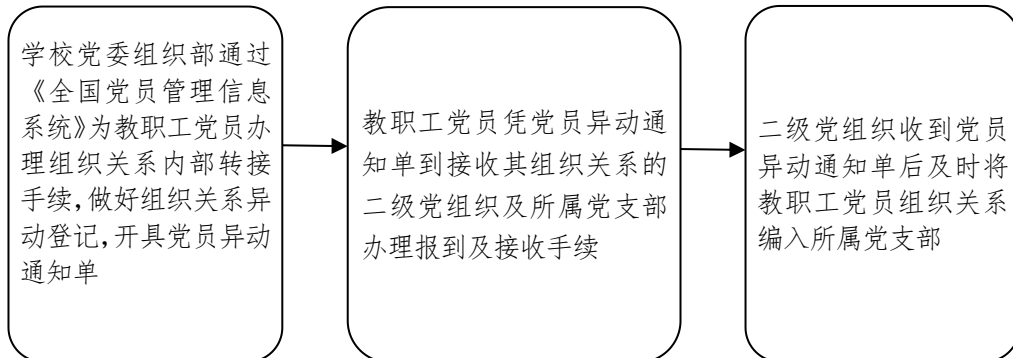 学校党委组织部通过
《全国党员管理信息
系统》为教职工党员办
理组织关系内部转接
手续,做好组织关系异
动登记,开具党员异动
通知单
教职工党员凭党员异动通
知单到接收其组织关系的
二级党组织及所属党支部
办理报到及接收手续
二级党组织收到党员
异动通知单后及时将
教职工党员组织关系
编入所属党支部